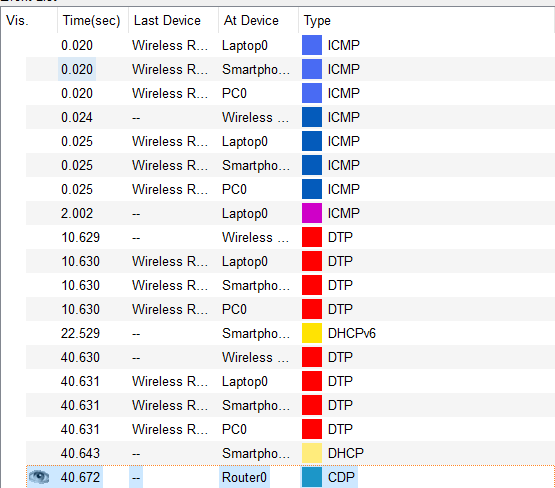 Vis. Time(sec) Last Device At Device Type
0.020 Wireless R... Laptop0 ICMP
0.020 Wireless R... Smartpho... ICMP
0.020 Wireless R... PC0 ICMP
0.024 -- Wireless ... ICMP
0.025 Wireless R... Laptop0 ICMP
0.025 Wireless R... Smartpho... ICMP
0.025 Wireless R... PC0 ICMP
2.002 -- Laptop0 ICMP
10.629 -- Wireless ... DTP
10.630 Wireless R... Laptop0 DTP
10.630 Wireless R... Smartpho... DTP
10.630 Wireless R... PC0 DTP
22.529 -- Smartpho... DHCPv6
40.630 -- Wireless ... DTP
40.631 Wireless R... Laptop0 DTP
40.631 Wireless R... Smartpho... DTP
40.631 Wireless R... PC0 DTP
40.643 -- Smartpho... DHCP
40.672 -- Router0 CDP